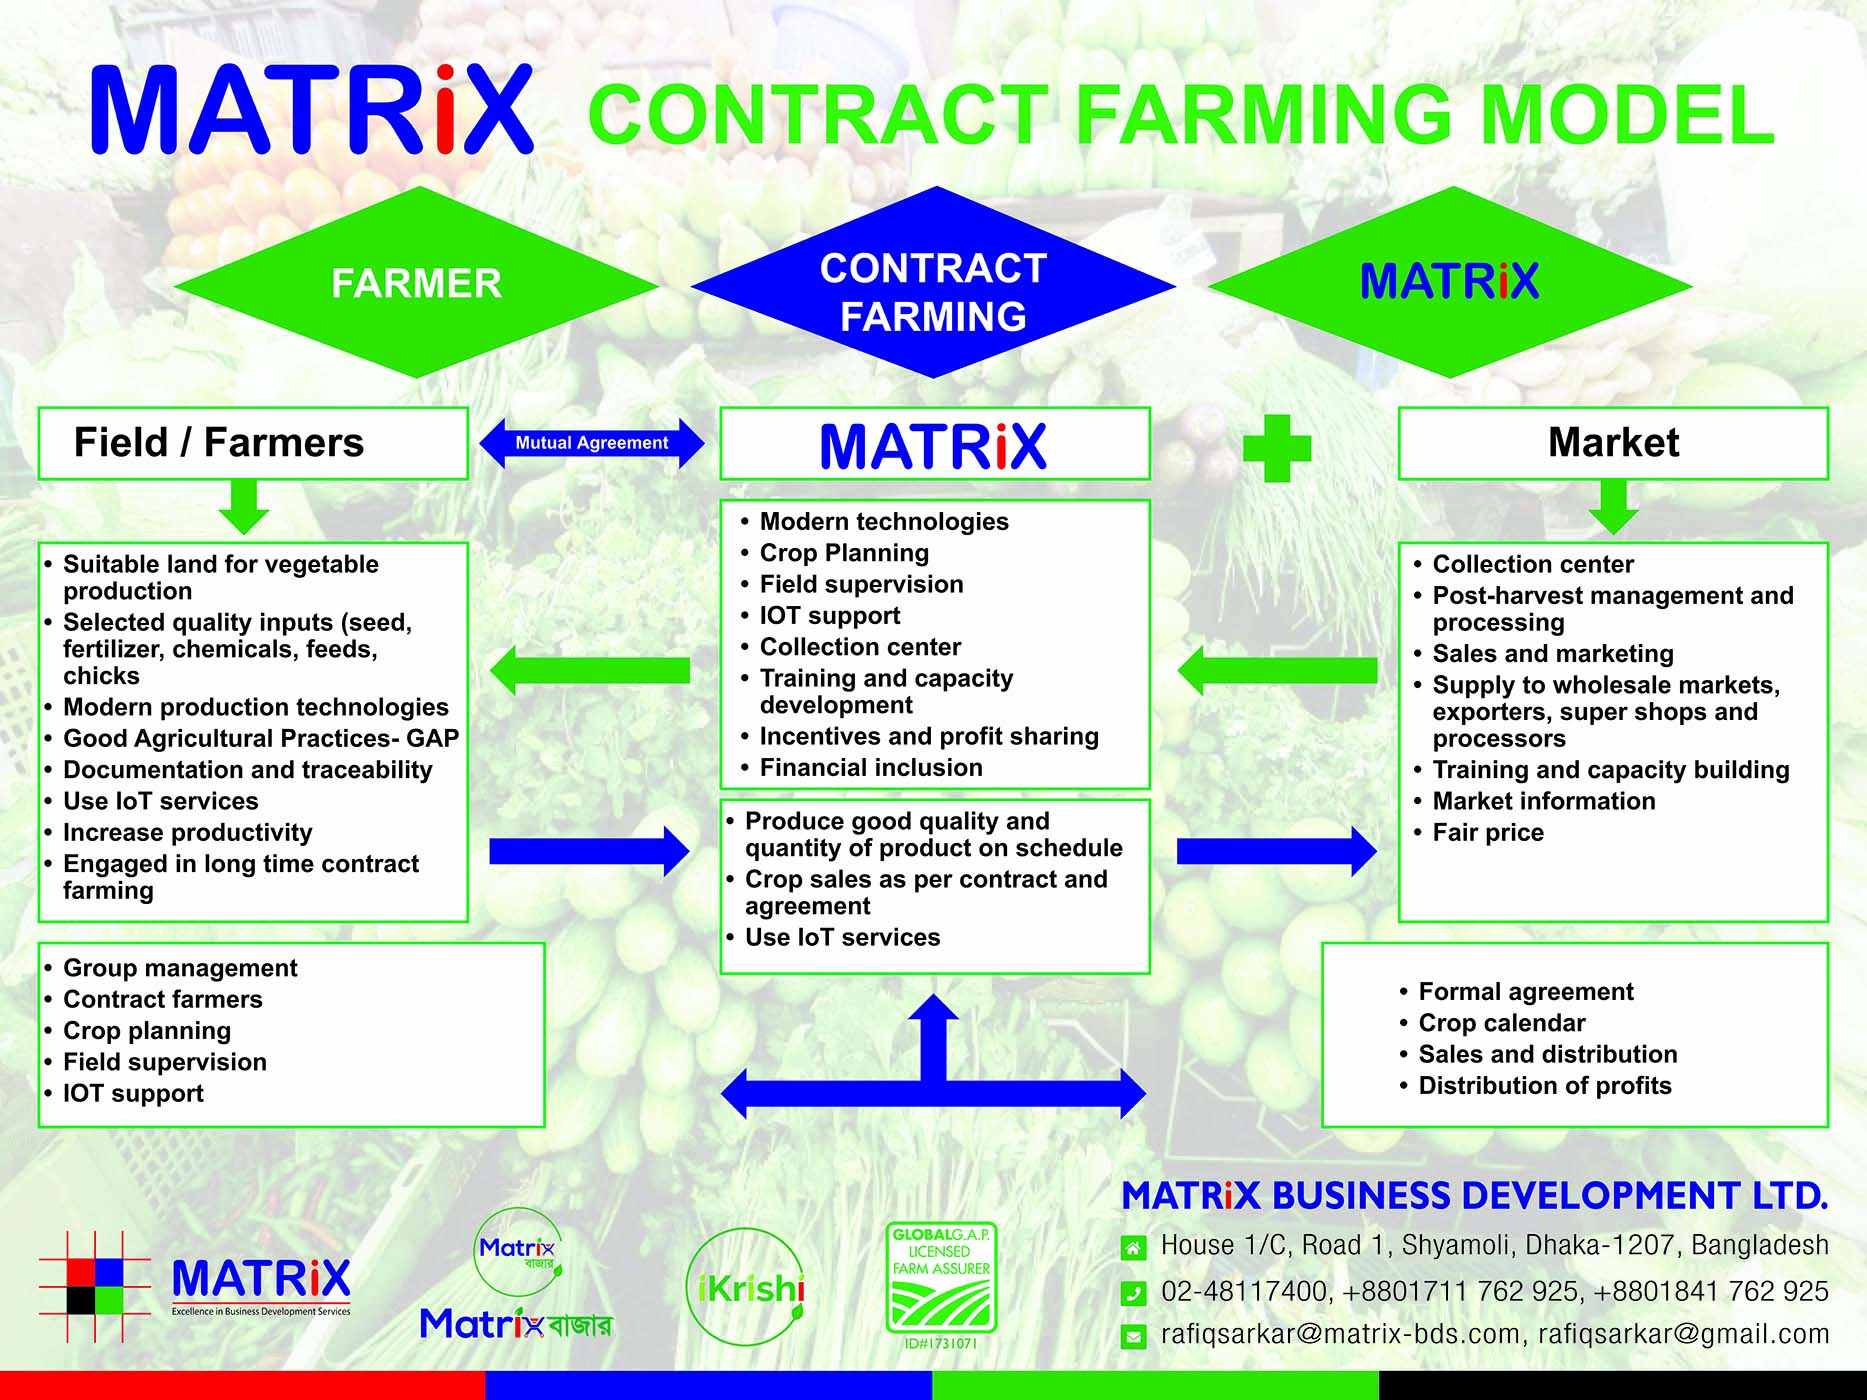 MATRiX CONTRACT FARMING MODEL
FARMER
CONTRACT
FARMING
MATRiX
Field / Farmers
Mutual Agreement
MATRiX
Market
• Suitable land for vegetable
production
• Selected quality inputs (seed,
fertilizer, chemicals, feeds,
chicks
• Modern production technologies
• Good Agricultural Practices- GAP
• Documentation and traceability
• Use IoT services
• Increase productivity
• Engaged in long time contract
farming
• Group management
• Contract farmers
• Crop planning
• Field supervision
• IOT support
• Modern technologies
• Crop Planning
• Field supervision
• IOT support
• Collection center
• Training and capacity
development
• Incentives and profit sharing
• Financial inclusion
• Produce good quality and
quantity of product on schedule
• Crop sales as per contract and
agreement
• Use IoT services
• Collection center
• Post-harvest management and
processing
• Sales and marketing
• Supply to wholesale markets,
exporters, super shops and
processors
• Training and capacity building
• Market information
• Fair price
• Formal agreement
• Crop calendar
• Sales and distribution
• Distribution of profits
MATRiX
Excellence in Business Development Services
Matrix
বাজার
Matrix বাজার
iKrishi
GLOBALG.A.P.
LICENSED
FARM ASSURER
ID#1731071
MATRiX BUSINESS DEVELOPMENT LTD.
House 1/C, Road 1, Shyamoli, Dhaka-1207, Bangladesh
02-48117400, +8801711 762 925, +8801841 762 925
rafiqsarkar@matrix-bds.com, rafiqsarkar@gmail.com